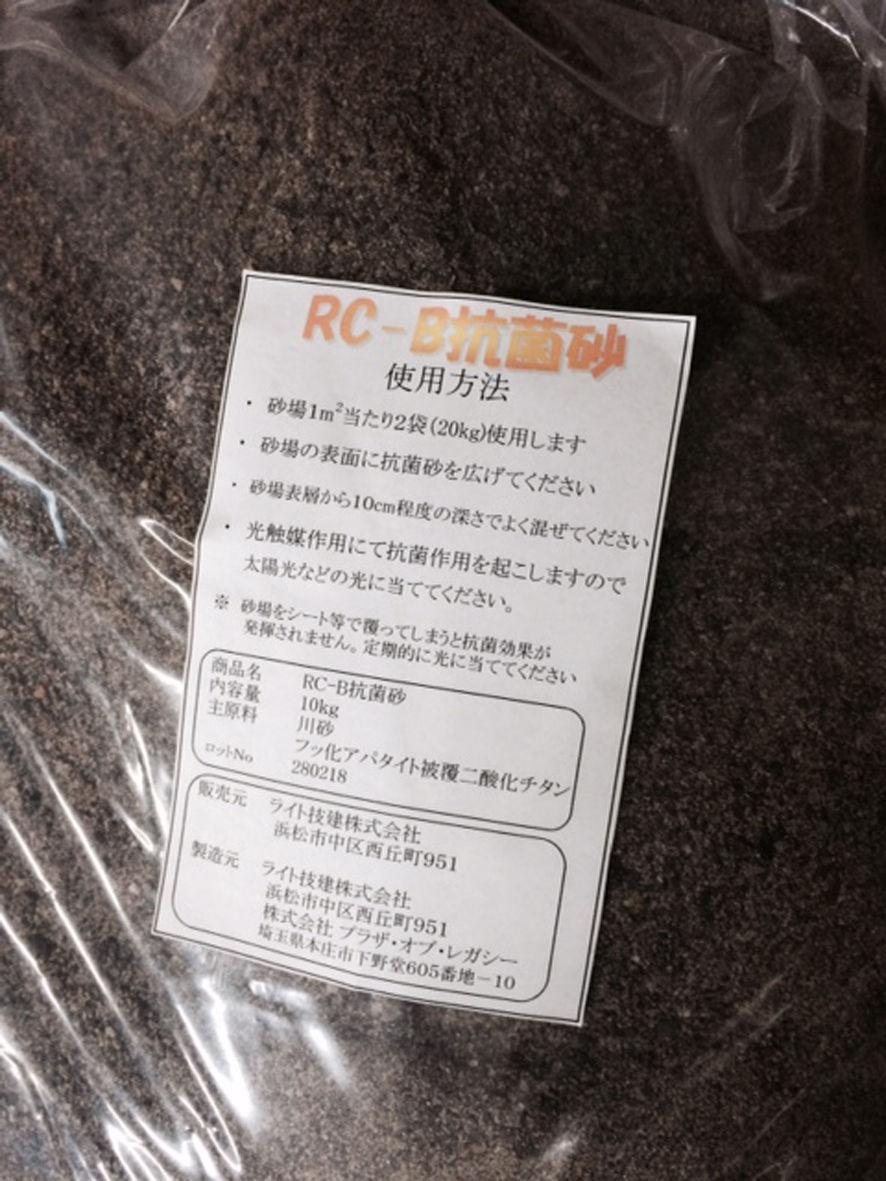 RC-B抗菌砂
使用方法
・ 砂場1㎡当たり2袋(20kg)使用します
・ 砂場の表面に抗菌砂を広げてください
・ 砂場表層から10cm程度の深さでよく混ぜてください
・ 光触媒作用にて抗菌作用を起こしますので
太陽光などの光に当ててください。
※ 砂場をシート等で覆ってしまうと抗菌効果が
発揮されません。定期的に光に当ててください
商品名 RC-B抗菌砂
内容量 10kg
主原料 川砂
フッ化アパタイト被覆二酸化チタン
ロットNo 280218
販売元 ライト技建株式会社
浜松市中区西丘町951
製造元 ライト技建株式会社
浜松市中区西丘町951
株式会社 プラザ・オブ・レガシー
埼玉県本庄市下野堂605番地-10